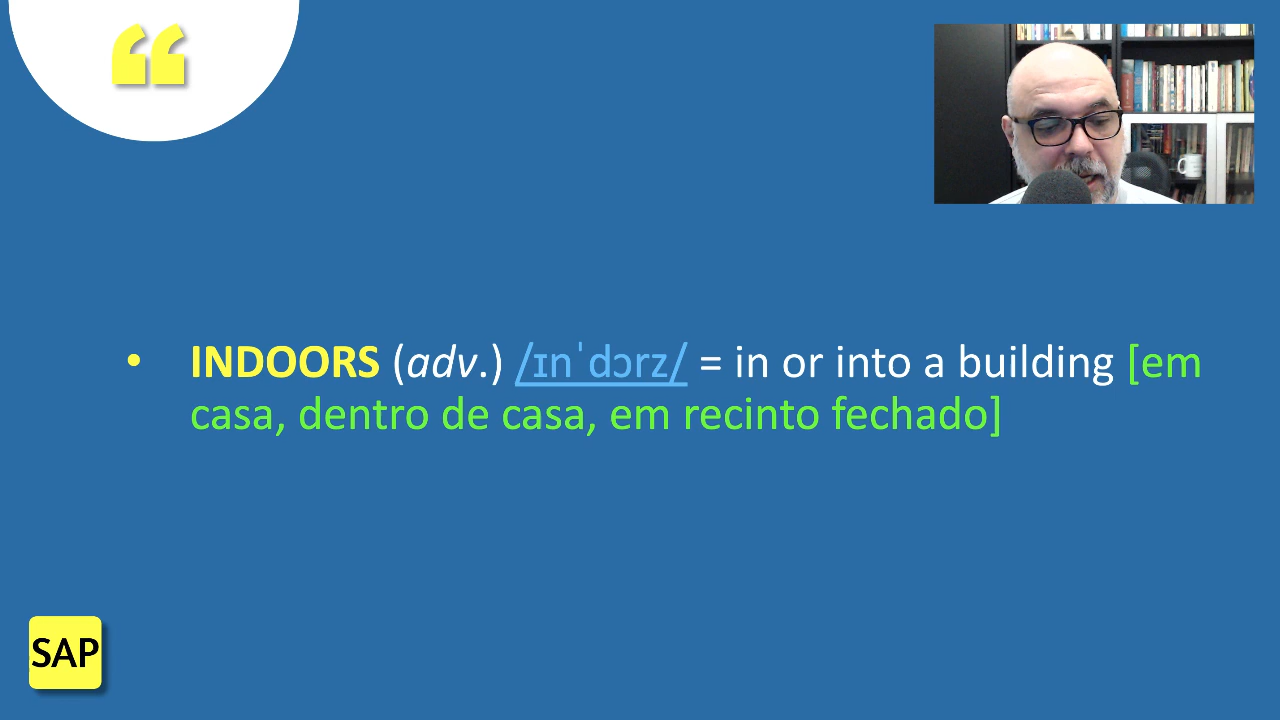 “
• INDOORS (adv.) /ɪnˈdɔrz/ = in or into a building [em
casa, dentro de casa, em recinto fechado]
SAP